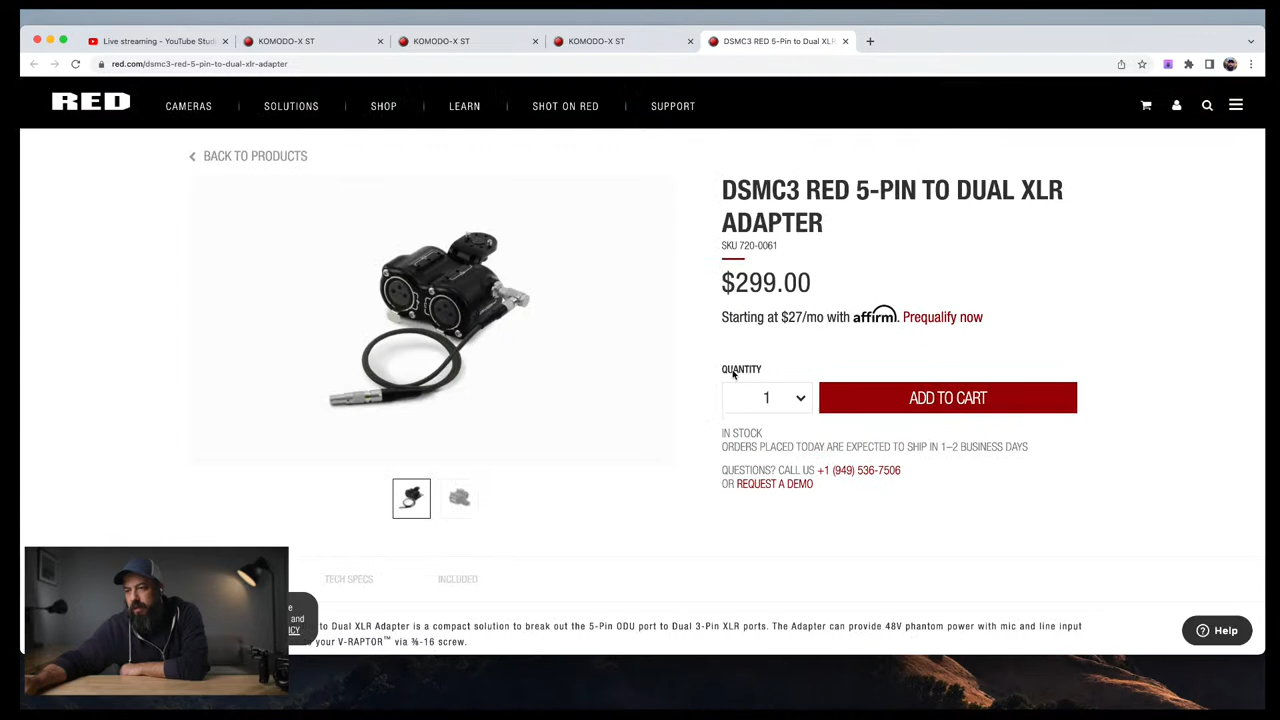 Live streaming - YouTube Stud
KOMODO-X ST
KOMODO-X ST
KOMODO-X ST
DSMC3 RED 5-Pin to Dual XLR
red.com/dsmc3-red-5-pin-to-dual-xlr-adapter
RED
CAMERAS
SOLUTIONS
SHOP
LEARN
SHOT ON RED
SUPPORT
BACK TO PRODUCTS
DSMC3 RED 5-PIN TO DUAL XLR
ADAPTER
SKU 720-0061
$299.00
Starting at $27/mo with affirm. Prequalify now
QUANTITY
1
ADD TO CART
IN STOCK
ORDERS PLACED TODAY ARE EXPECTED TO SHIP IN 1–2 BUSINESS DAYS
QUESTIONS? CALL US +1 (949) 536-7506
OR REQUEST A DEMO
TECH SPECS
INCLUDED
to Dual XLR Adapter is a compact solution to break out the 5-Pin ODU port to Dual 3-Pin XLR ports. The Adapter can provide 48V phantom power with mic and line input
your V-RAPTOR™ via ⅜-16 screw.
and
Help